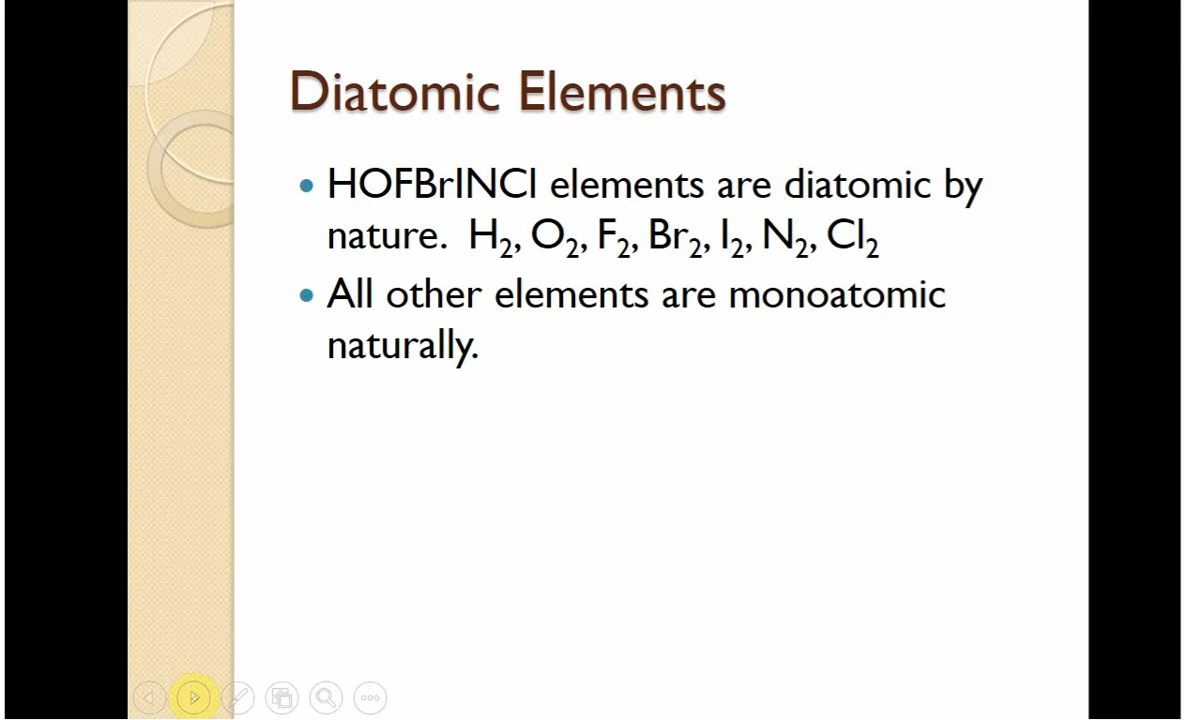 Diatomic Elements
• HOFBrINCl elements are diatomic by
nature. H₂, O₂, F₂, Br₂, I₂, N₂, Cl₂
• All other elements are monoatomic
naturally.